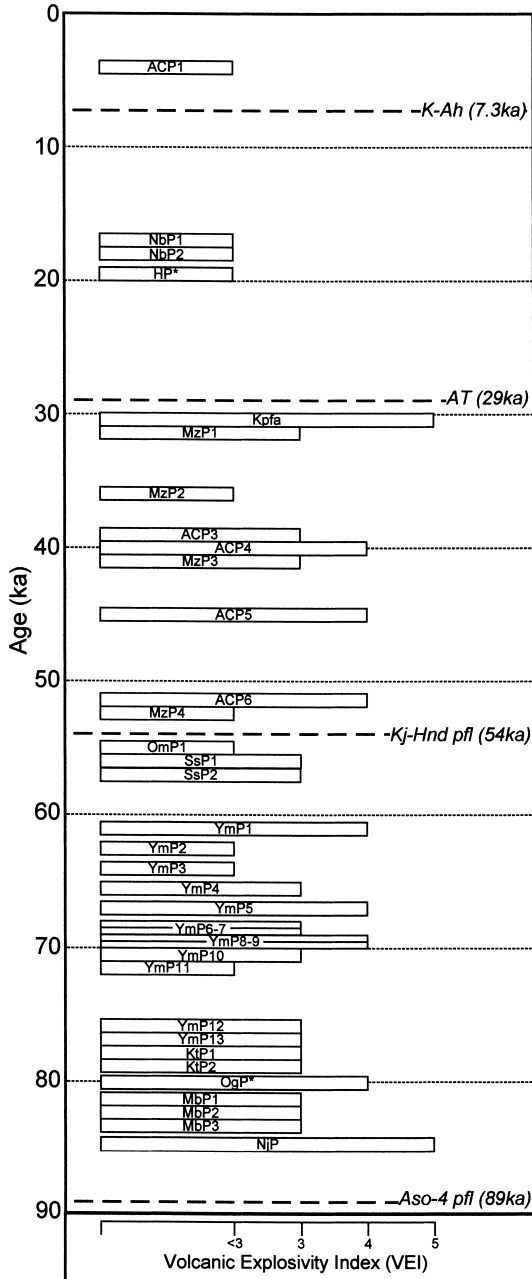 0
ACP1
K-Ah (7.3ka)
10
NbP1
NbP2
HP*
20
AT (29ka)
30
Kpfa
MzP1
MzP2
ACP3
40
ACP4
MzP3
Age (ka)
ACP5
50
ACP6
MzP4
Kj-Hnd pfl (54ka)
OmP1
SsP1
SsP2
60
YmP1
YmP2
YmP3
YmP4
YmP5
YmP6-7
70
YmP8-9
YmP10
YmP11
YmP12
YmP13
KtP1
KtP2
80
OgP*
MbP1
MbP2
MbP3
NjP
Aso-4 pfl (89ka)
90
<3 3 4 5
Volcanic Explosivity Index (VEI)